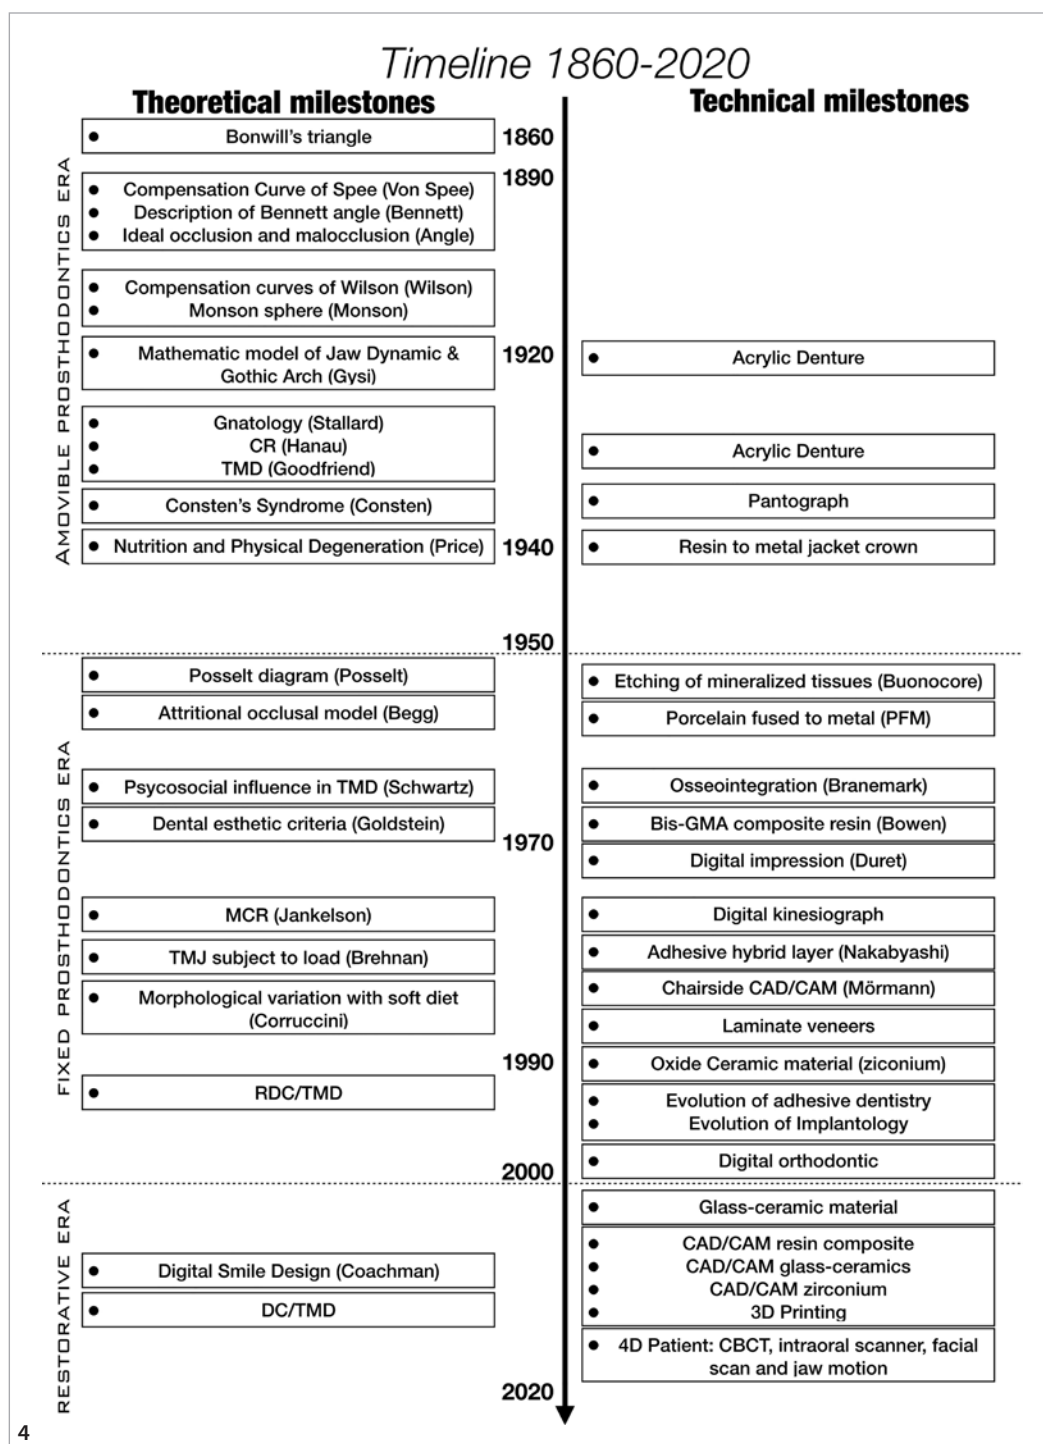 Timeline 1860-2020
Theoretical milestones
Technical milestones
AMOVIBLE PROSTHODONTICS ERA
• Bonwill's triangle
1860
1890
• Compensation Curve of Spee (Von Spee)
• Description of Bennett angle (Bennett)
• Ideal occlusion and malocclusion (Angle)
• Compensation curves of Wilson (Wilson)
• Monson sphere (Monson)
• Mathematic model of Jaw Dynamic &
Gothic Arch (Gysi)
1920
• Acrylic Denture
• Gnatology (Stallard)
• CR (Hanau)
• TMD (Goodfriend)
• Acrylic Denture
• Consten's Syndrome (Consten)
• Pantograph
• Nutrition and Physical Degeneration (Price)
1940
• Resin to metal jacket crown
1950
FIXED PROSTHODONTICS ERA
• Posselt diagram (Posselt)
• Etching of mineralized tissues (Buonocore)
• Attritional occlusal model (Begg)
• Porcelain fused to metal (PFM)
• Psycosocial influence in TMD (Schwartz)
• Osseointegration (Branemark)
• Dental esthetic criteria (Goldstein)
• Bis-GMA composite resin (Bowen)
1970
• Digital impression (Duret)
• MCR (Jankelson)
• Digital kinesiograph
• TMJ subject to load (Brehnan)
• Adhesive hybrid layer (Nakabyashi)
• Morphological variation with soft diet
(Corruccini)
• Chairside CAD/CAM (Mörmann)
• Laminate veneers
1990
• Oxide Ceramic material (ziconium)
• RDC/TMD
• Evolution of adhesive dentistry
• Evolution of Implantology
• Digital orthodontic
2000
RESTORATIVE ERA
• Glass-ceramic material
• CAD/CAM resin composite
• CAD/CAM glass-ceramics
• CAD/CAM zirconium
• 3D Printing
• Digital Smile Design (Coachman)
• DC/TMD
• 4D Patient: CBCT, intraoral scanner, facial
scan and jaw motion
2020
4